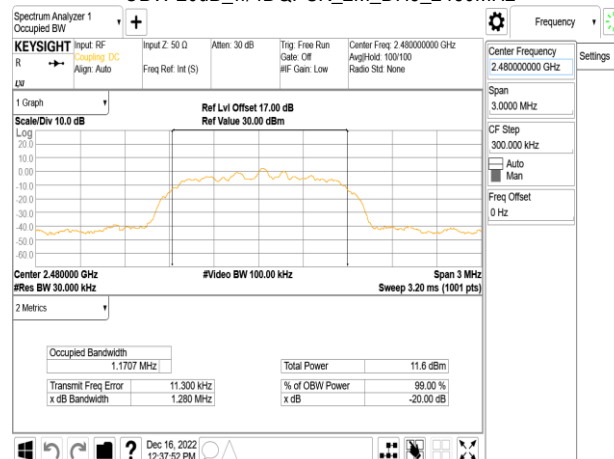 Spectrum Analyzer 1
Occupied BW
Frequency
KEYSIGHT
Input: RF
Input Z: 50 Ω
Atten: 30 dB
Trig: Free Run
Center Freq: 2.480000000 GHz
R
Coupling: DC
Gate: Off
Avg|Hold: 100/100
Align: Auto
Freq Ref: Int (S)
#IF Gain: Low
Radio Std: None
Center Frequency
2.480000000 GHz
Settings
Span
3.0000 MHz
CF Step
300.000 kHz
Auto
Man
Freq Offset
0 Hz
1 Graph
Ref Lvl Offset 17.00 dB
Scale/Div 10.0 dB
Ref Value 30.00 dBm
Log
20.0
10.0
0.00
-10.0
-20.0
-30.0
-40.0
-50.0
-60.0
Center 2.480000 GHz
#Video BW 100.00 kHz
Span 3 MHz
#Res BW 30.000 kHz
Sweep 3.20 ms (1001 pts)
2 Metrics
Occupied Bandwidth
1.1707 MHz
Total Power
11.6 dBm
Transmit Freq Error
11.300 kHz
% of OBW Power
99.00 %
x dB Bandwidth
1.280 MHz
x dB
-20.00 dB
Dec 16, 2022
12:37:52 PM